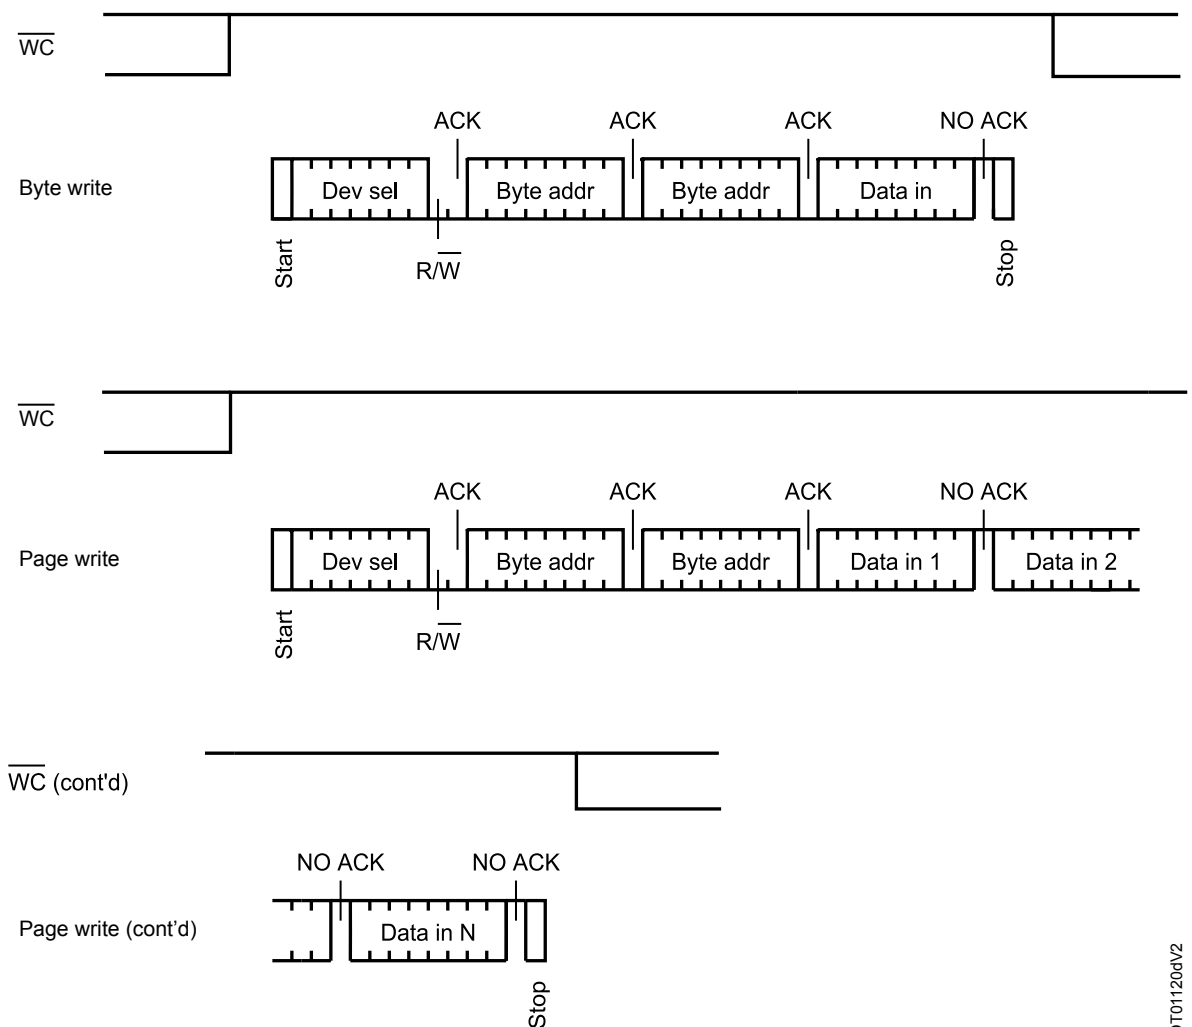 WC
ACK ACK ACK NO ACK
Byte write Dev sel Byte addr Byte addr Data in
Start R/W Stop
WC
ACK ACK ACK NO ACK
Page write Dev sel Byte addr Byte addr Data in 1 Data in 2
Start R/W
WC (cont'd)
NO ACK NO ACK
Page write (cont’d) Data in N
Stop